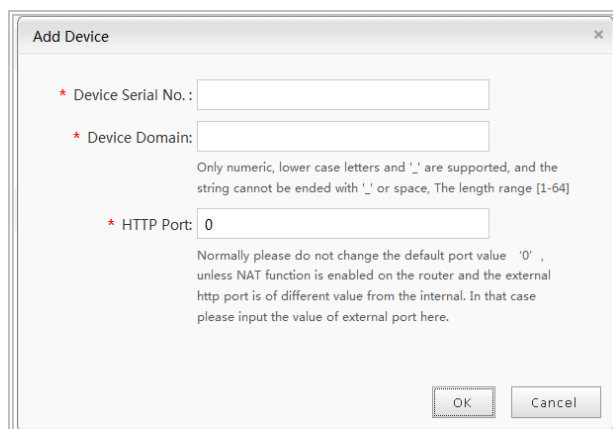 Add Device ×
* Device Serial No. :
* Device Domain:
Only numeric, lower case letters and '_' are supported, and the
string cannot be ended with '_' or space, The length range [1-64]
* HTTP Port: 0
Normally please do not change the default port value ‘0’ ,
unless NAT function is enabled on the router and the external
http port is of different value from the internal. In that case
please input the value of external port here.
OK Cancel